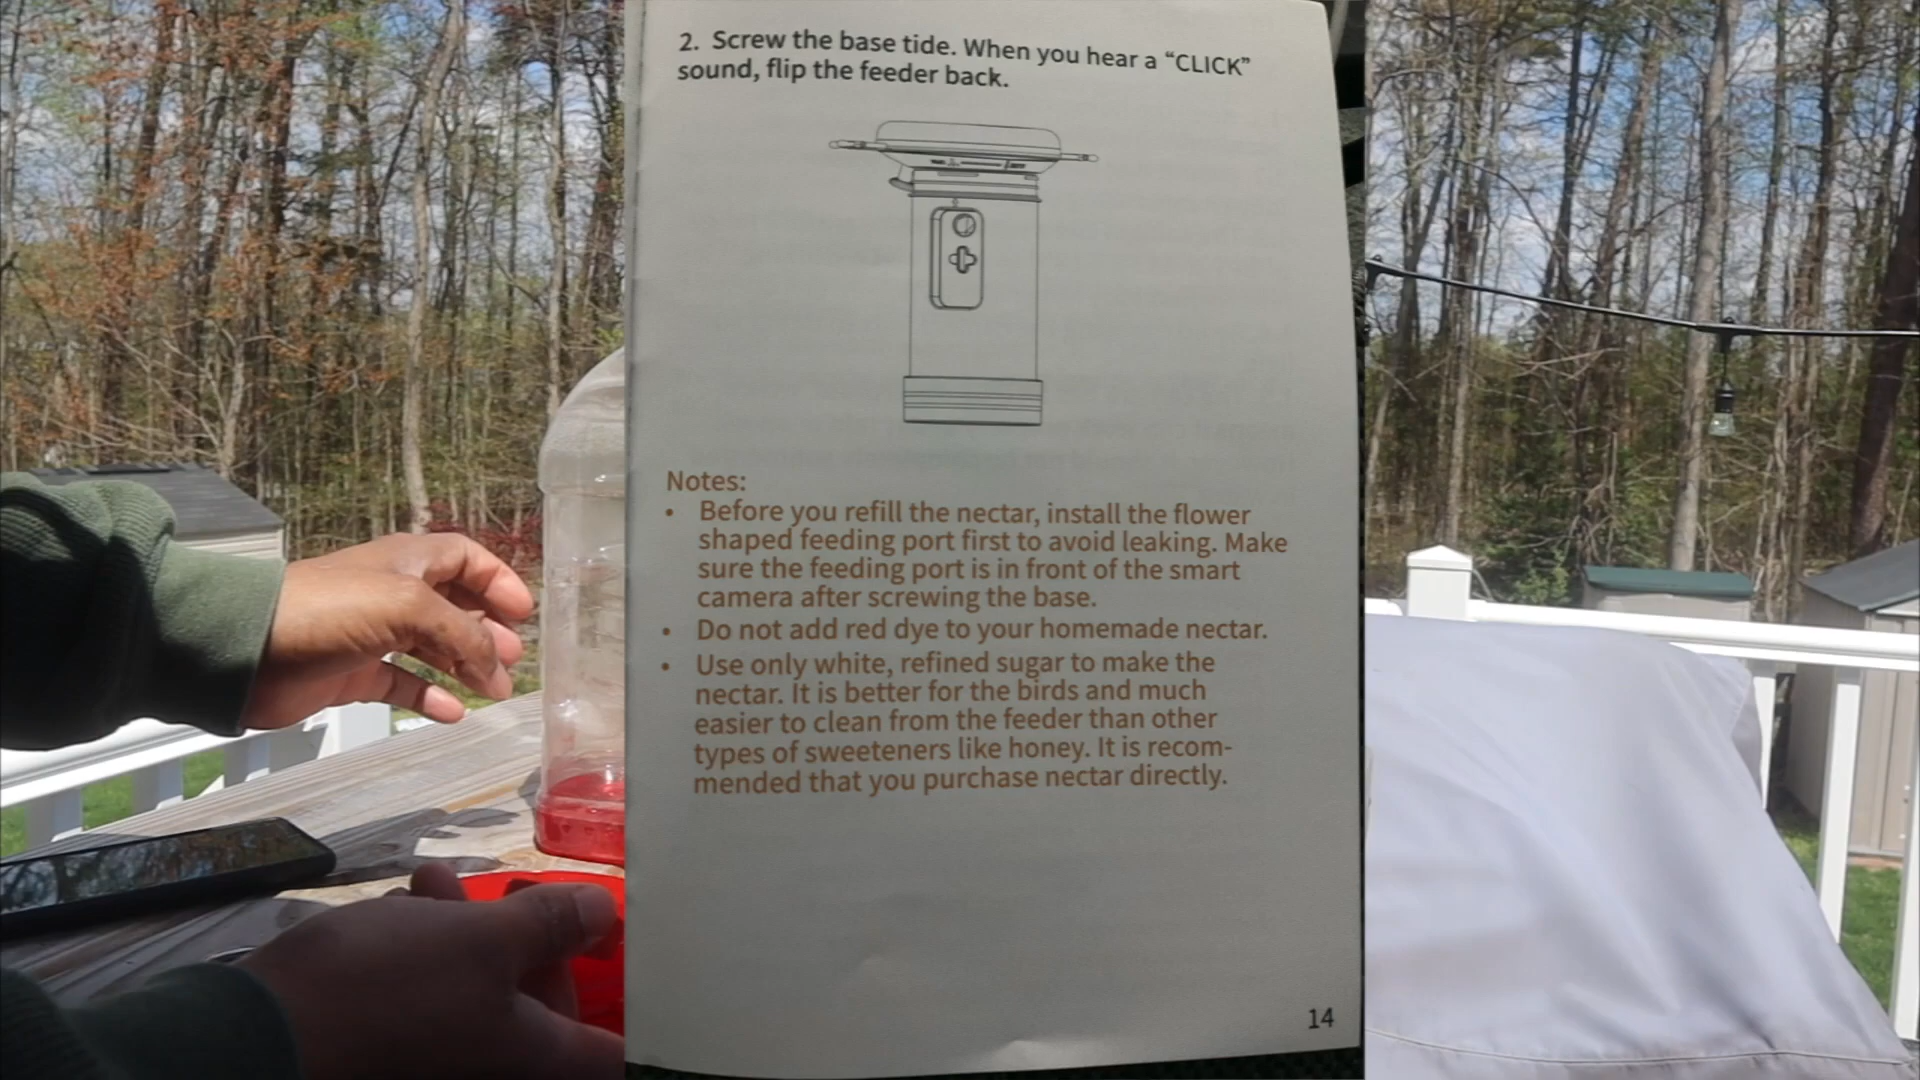 2. Screw the base tide. When you hear a “CLICK”
sound, flip the feeder back.
Notes:
• Before you refill the nectar, install the flower
shaped feeding port first to avoid leaking. Make
sure the feeding port is in front of the smart
camera after screwing the base.
• Do not add red dye to your homemade nectar.
• Use only white, refined sugar to make the
nectar. It is better for the birds and much
easier to clean from the feeder than other
types of sweeteners like honey. It is recom-
mended that you purchase nectar directly.
14